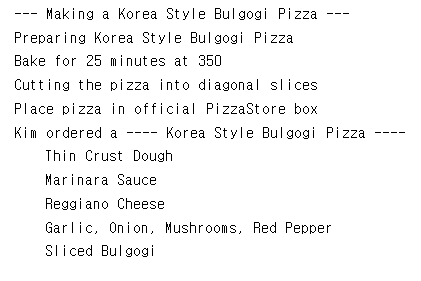 --- Making a Korea Style Bulgogi Pizza ---
Preparing Korea Style Bulgogi Pizza
Bake for 25 minutes at 350
Cutting the pizza into diagonal slices
Place pizza in official PizzaStore box
Kim ordered a ---- Korea Style Bulgogi Pizza ----
    Thin Crust Dough
    Marinara Sauce
    Reggiano Cheese
    Garlic, Onion, Mushrooms, Red Pepper
    Sliced Bulgogi